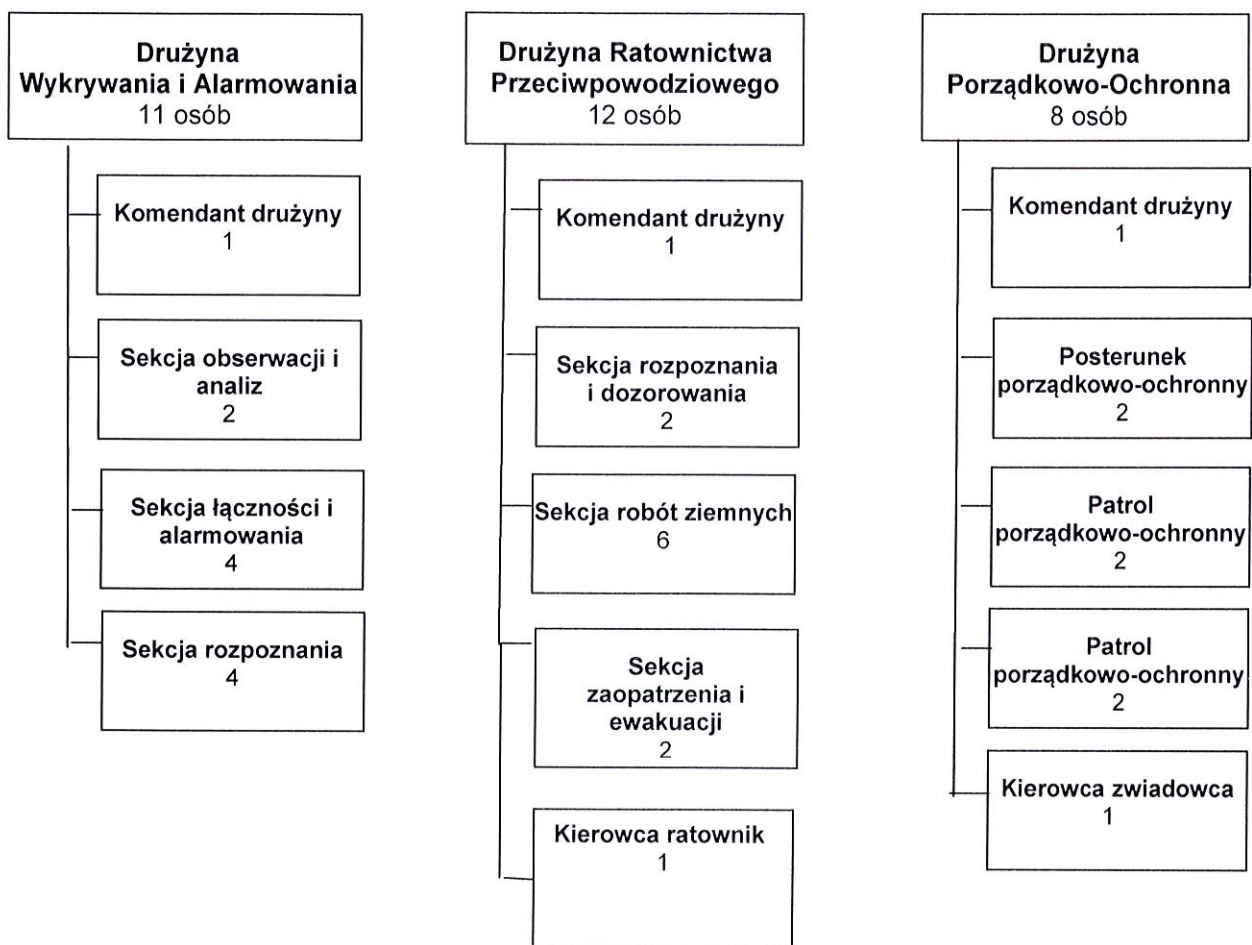 Drużyna
Wykrywania i Alarmowania
11 osób
Komendant drużyny
1
Sekcja obserwacji i
analiz
2
Sekcja łączności i
alarmowania
4
Sekcja rozpoznania
4
Drużyna Ratownictwa
Przeciwpowodziowego
12 osób
Komendant drużyny
1
Sekcja rozpoznania
i dozorowania
2
Sekcja robót ziemnych
6
Sekcja
zaopatrzenia i
ewakuacji
2
Kierowca ratownik
1
Drużyna
Porządkowo-Ochronna
8 osób
Komendant drużyny
1
Posterunek
porządkowo-ochronny
2
Patrol
porządkowo-ochronny
2
Patrol
porządkowo-ochronny
2
Kierowca zwiadowca
1